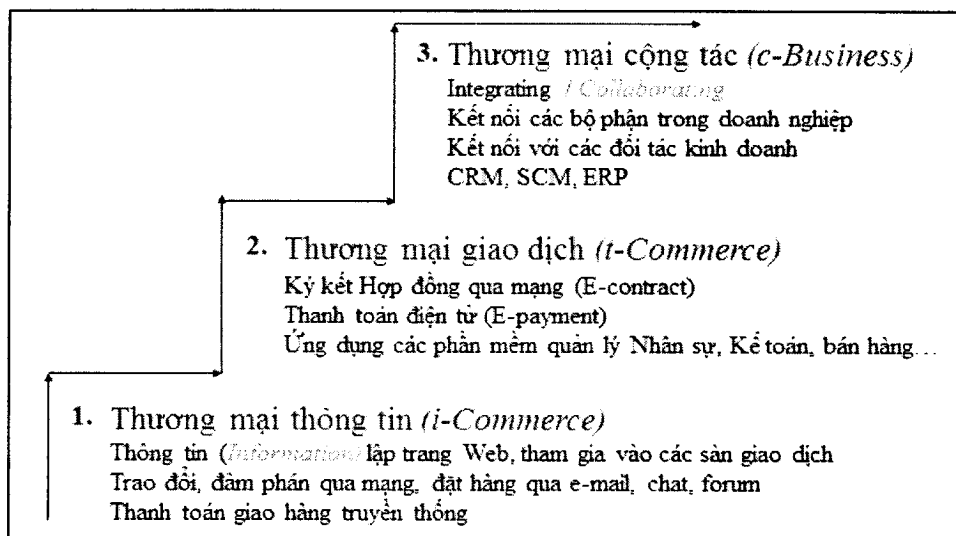 3. Thương mại cộng tác (c-Business)
Integrating / Collaborating
Kết nối các bộ phận trong doanh nghiệp
Kết nối với các đối tác kinh doanh
CRM, SCM, ERP
2. Thương mại giao dịch (t-Commerce)
Ký kết Hợp đồng qua mạng (E-contract)
Thanh toán điện tử (E-payment)
Ứng dụng các phần mềm quản lý Nhân sự, Kế toán, bán hàng...
1. Thương mại thông tin (i-Commerce)
Thông tin (Information) lập trang Web, tham gia vào các sàn giao dịch
Trao đổi, đàm phán qua mạng, đặt hàng qua e-mail, chat, forum
Thanh toán giao hàng truyền thống